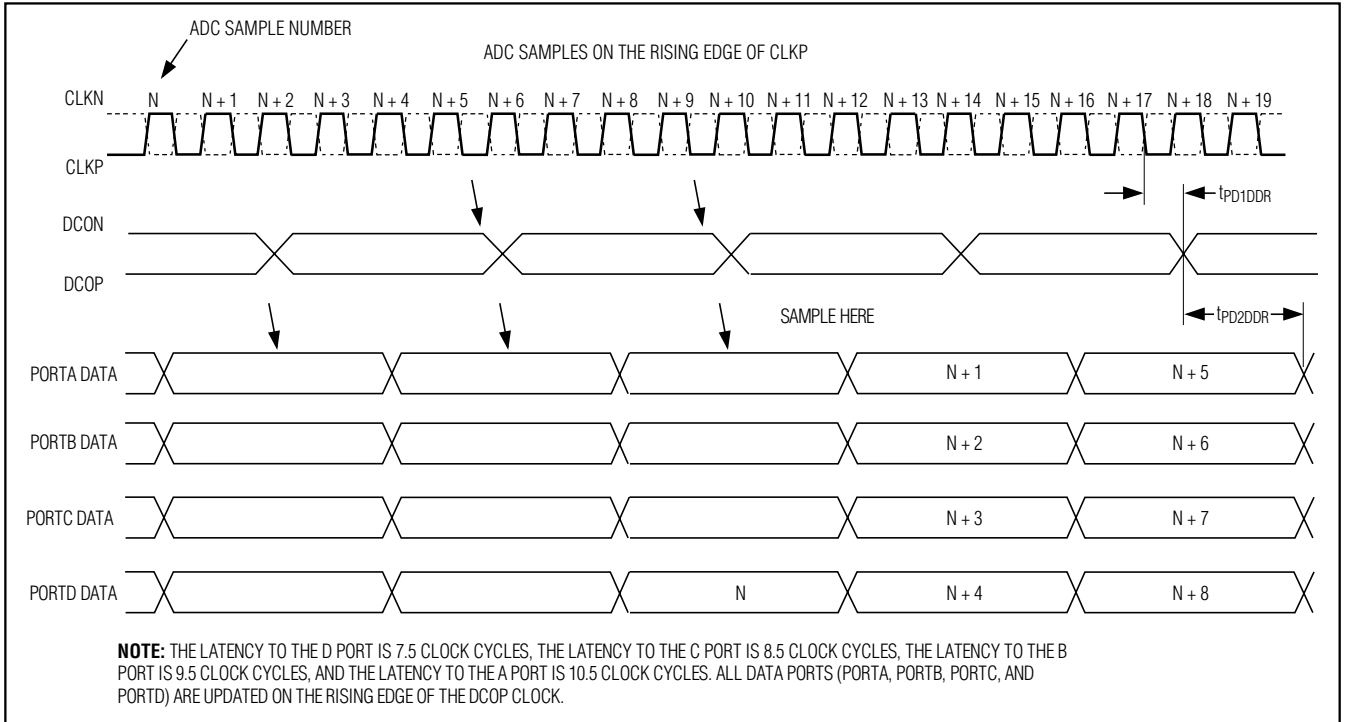 ADC SAMPLE NUMBER
ADC SAMPLES ON THE RISING EDGE OF CLKP
CLKN
N N + 1 N + 2 N + 3 N + 4 N + 5 N + 6 N + 7 N + 8 N + 9 N + 10 N + 11 N + 12 N + 13 N + 14 N + 15 N + 16 N + 17 N + 18 N + 19
CLKP
tPD1DDR
DCON
DCOP
SAMPLE HERE
tPD2DDR
PORTA DATA N + 1 N + 5
PORTB DATA N + 2 N + 6
PORTC DATA N + 3 N + 7
PORTD DATA N N + 4 N + 8
NOTE: THE LATENCY TO THE D PORT IS 7.5 CLOCK CYCLES, THE LATENCY TO THE C PORT IS 8.5 CLOCK CYCLES, THE LATENCY TO THE B
PORT IS 9.5 CLOCK CYCLES, AND THE LATENCY TO THE A PORT IS 10.5 CLOCK CYCLES. ALL DATA PORTS (PORTA, PORTB, PORTC, AND
PORTD) ARE UPDATED ON THE RISING EDGE OF THE DCOP CLOCK.